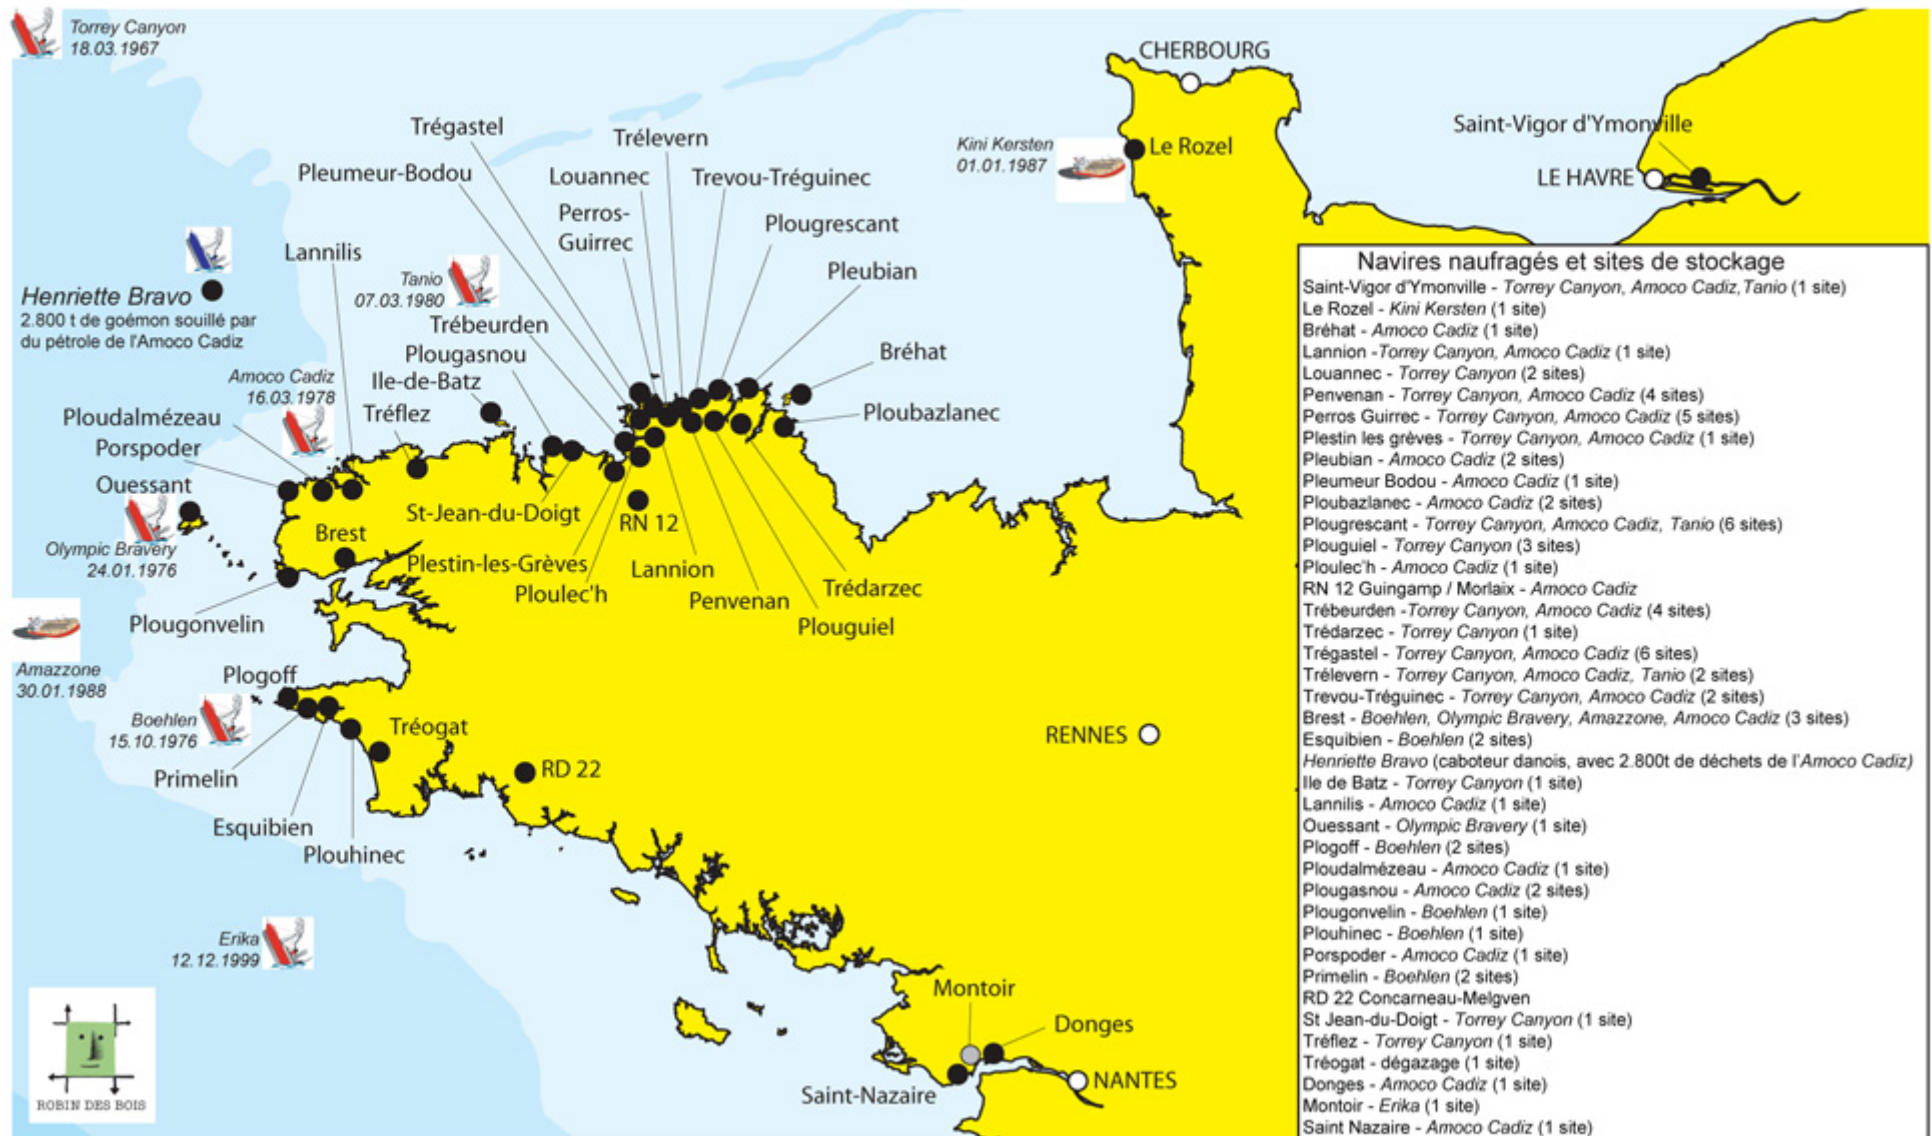 Torrey Canyon
18.03.1967
CHERBOURG
Saint-Vigor d'Ymonville
Kini Kersten
01.01.1987
Le Rozel
LE HAVRE
Trégastel
Trélevern
Pleumeur-Bodou
Louannec
Trevou-Tréguinec
Perros-
Guirrec
Plougrescant
Lannilis
Tanio
07.03.1980
Pleubian
Henriette Bravo
2.800 t de goémon souillé par
du pétrole de l'Amoco Cadiz
Trébeurden
Plougasnou
Bréhat
Amoco Cadiz
16.03.1978
Ile-de-Batz
Tréflez
Ploubazlanec
Ploudalmézeau
Porspoder
Ouessant
St-Jean-du-Doigt
RN 12
Brest
Olympic Bravery
24.01.1976
Plestin-les-Grèves
Lannion
Trédarzec
Ploulec'h
Penvenan
Plougonvelin
Plouguiel
Amazzone
30.01.1988
Plogoff
Boehlen
15.10.1976
Tréogat
RENNES
Primelin
RD 22
Esquibien
Plouhinec
Erika
12.12.1999
Montoir
Donges
Saint-Nazaire
NANTES
ROBIN DES BOIS
Navires naufragés et sites de stockage
Saint-Vigor d'Ymonville - Torrey Canyon, Amoco Cadiz,Tanio (1 site)
Le Rozel - Kini Kersten (1 site)
Bréhat - Amoco Cadiz (1 site)
Lannion -Torrey Canyon, Amoco Cadiz (1 site)
Louannec - Torrey Canyon (2 sites)
Penvenan - Torrey Canyon, Amoco Cadiz (4 sites)
Perros Guirrec - Torrey Canyon, Amoco Cadiz (5 sites)
Plestin les grèves - Torrey Canyon, Amoco Cadiz (1 site)
Pleubian - Amoco Cadiz (2 sites)
Pleumeur Bodou - Amoco Cadiz (1 site)
Ploubazlanec - Amoco Cadiz (2 sites)
Plougrescant - Torrey Canyon, Amoco Cadiz, Tanio (6 sites)
Plouguiel - Torrey Canyon (3 sites)
Ploulec'h - Amoco Cadiz (1 site)
RN 12 Guingamp / Morlaix - Amoco Cadiz
Trébeurden -Torrey Canyon, Amoco Cadiz (4 sites)
Trédarzec - Torrey Canyon (1 site)
Trégastel - Torrey Canyon, Amoco Cadiz (6 sites)
Trélevern - Torrey Canyon, Amoco Cadiz, Tanio (2 sites)
Trevou-Tréguinec - Torrey Canyon, Amoco Cadiz (2 sites)
Brest - Boehlen, Olympic Bravery, Amazzone, Amoco Cadiz (3 sites)
Esquibien - Boehlen (2 sites)
Henriette Bravo (caboteur danois, avec 2.800t de déchets de l'Amoco Cadiz)
Ile de Batz - Torrey Canyon (1 site)
Lannilis - Amoco Cadiz (1 site)
Ouessant - Olympic Bravery (1 site)
Plogoff - Boehlen (2 sites)
Ploudalmézeau - Amoco Cadiz (1 site)
Plougasnou - Amoco Cadiz (2 sites)
Plougonvelin - Boehlen (1 site)
Plouhinec - Boehlen (1 site)
Porspoder - Amoco Cadiz (1 site)
Primelin - Boehlen (2 sites)
RD 22 Concarneau-Melgven
St Jean-du-Doigt - Torrey Canyon (1 site)
Tréflez - Torrey Canyon (1 site)
Tréogat - dégazage (1 site)
Donges - Amoco Cadiz (1 site)
Montoir - Erika (1 site)
Saint Nazaire - Amoco Cadiz (1 site)